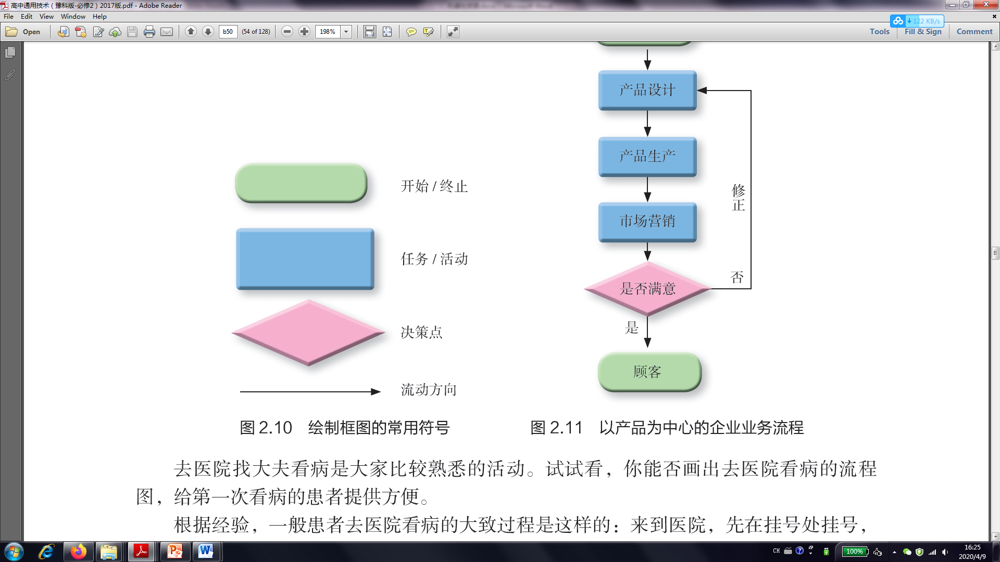 高中通用技术（豫科版-必修2）2017版.pdf - Adobe Reader
File Edit View Window Help
122 KB/s
Open
b50
(54 of 128)
198%
Tools
Fill & Sign
Comment
开始 / 终止
任务 / 活动
决策点
流动方向
图 2.10　绘制框图的常用符号
产品设计
产品生产
市场营销
修正
是否满意
否
是
顾客
图 2.11　以产品为中心的企业业务流程
去医院找大夫看病是大家比较熟悉的活动。试试看，你能否画出去医院看病的流程
图，给第一次看病的患者提供方便。
根据经验，一般患者去医院看病的大致过程是这样的：来到医院，先在挂号处挂号，
CH
100%
16:25
2020/4/9